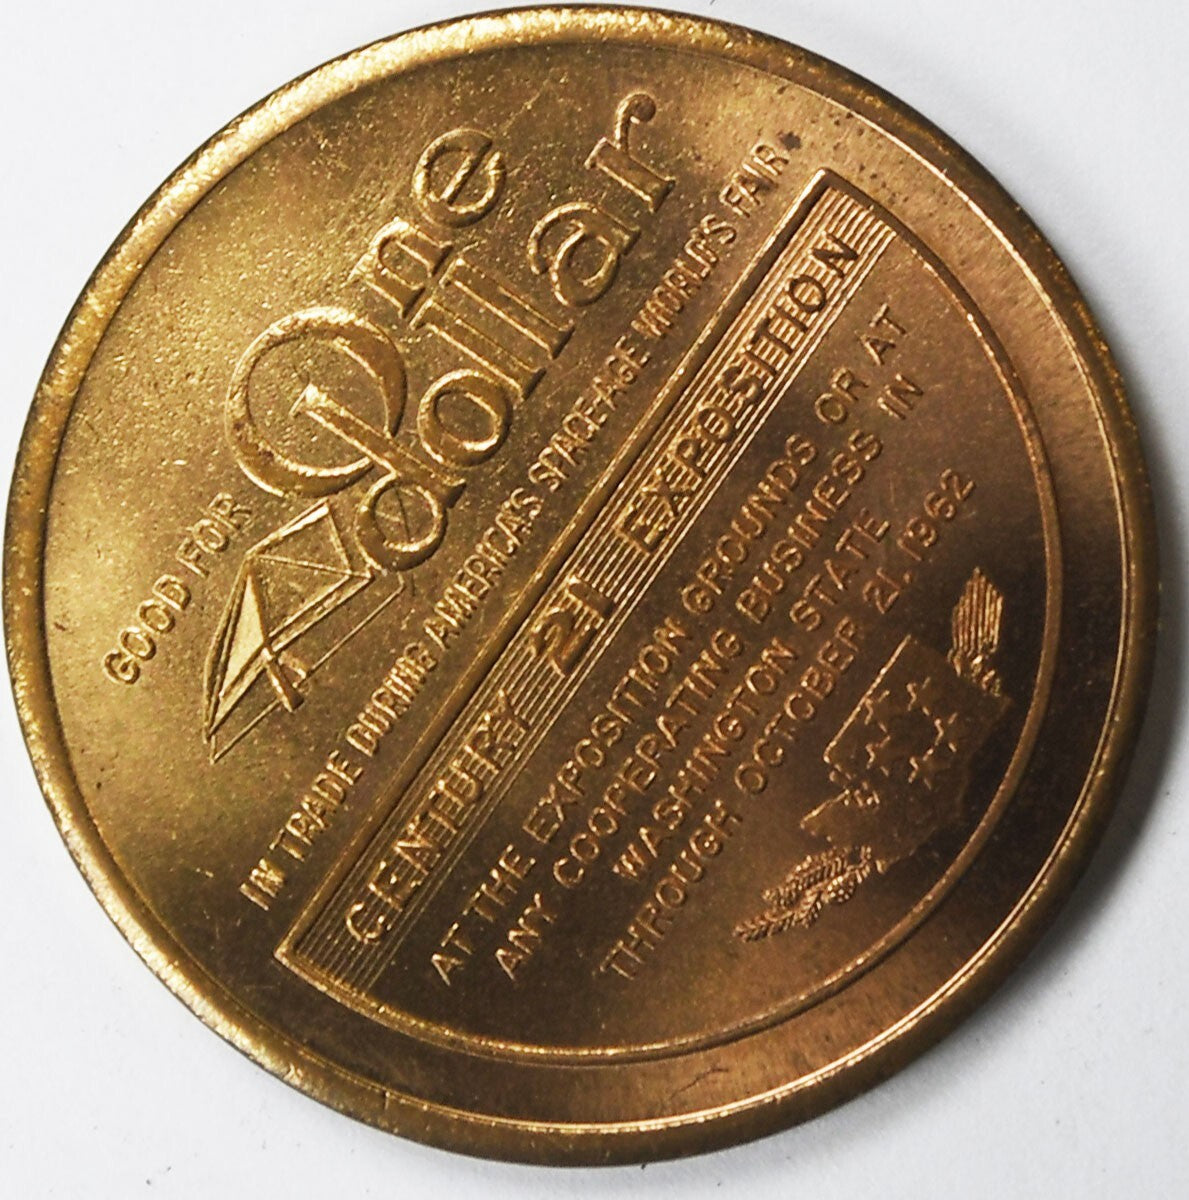 GOOD FOR
One
dollar
IN TRADE DURING AMERICA'S SPACE-AGE WORLD'S FAIR
CENTURY 21 EXPOSITION
AT THE EXPOSITION GROUNDS OR AT
ANY COOPERATING BUSINESS IN
WASHINGTON STATE
THROUGH OCTOBER 21, 1962